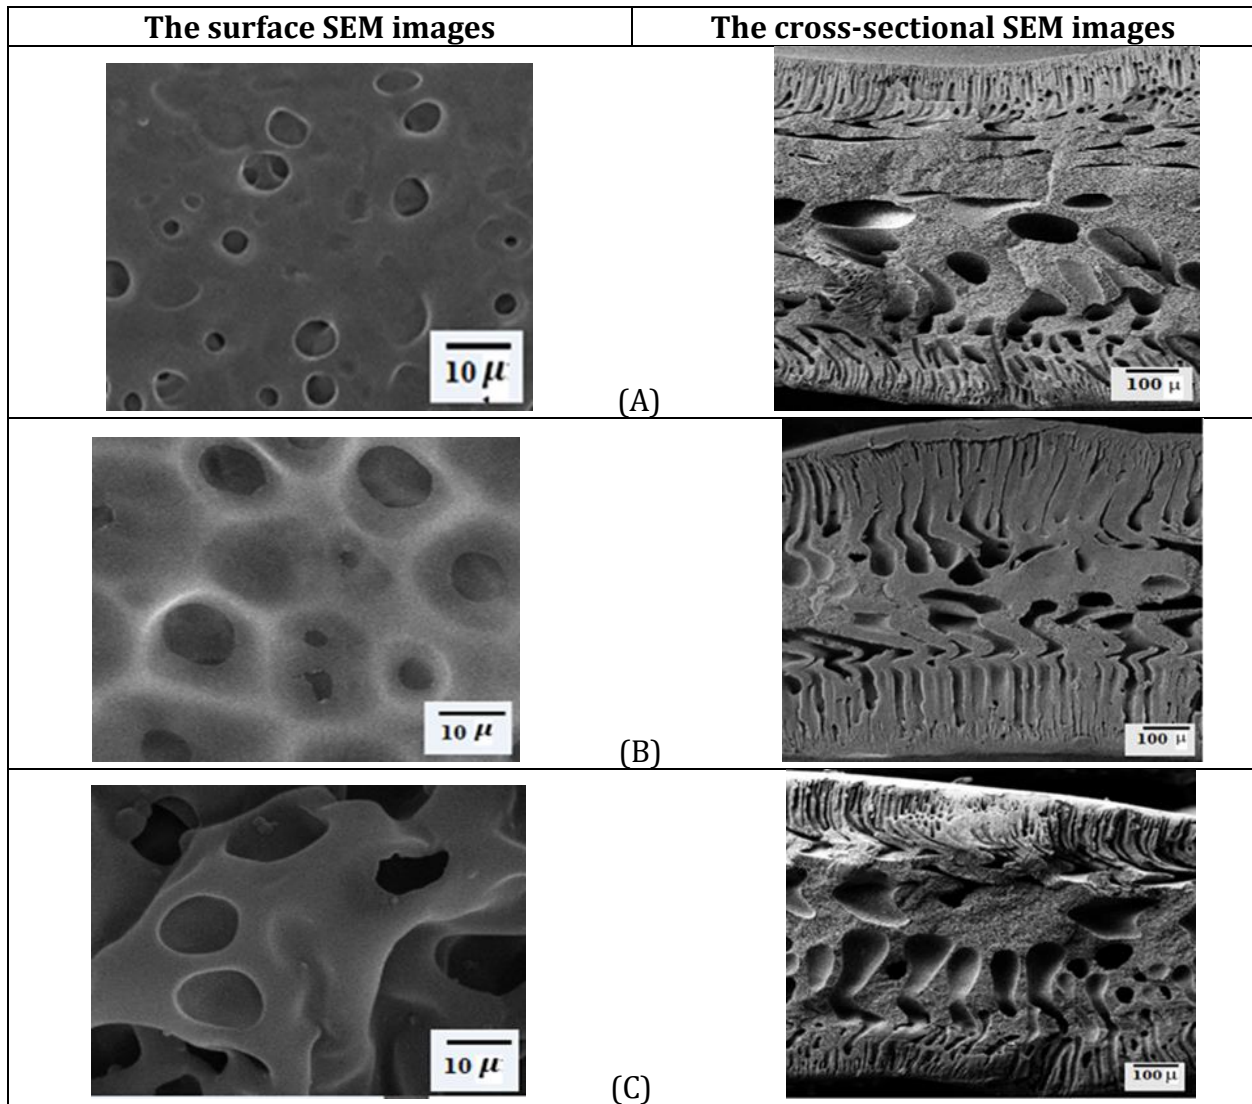 The surface SEM images
The cross-sectional SEM images
10 μ
100 μ
(A)
10 μ
100 μ
(B)
10 μ
100 μ
(C)